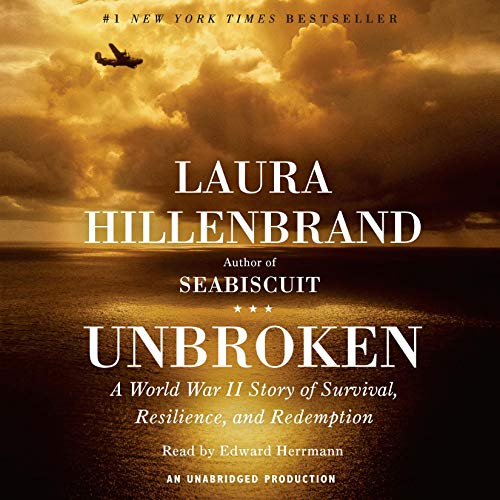 #1 NEW YORK TIMES BESTSELLER
LAURA
HILLENBRAND
Author of
SEABISCUIT
★★★
UNBROKEN
A World War II Story of Survival,
Resilience, and Redemption
Read by Edward Herrmann
AN UNABRIDGED PRODUCTION